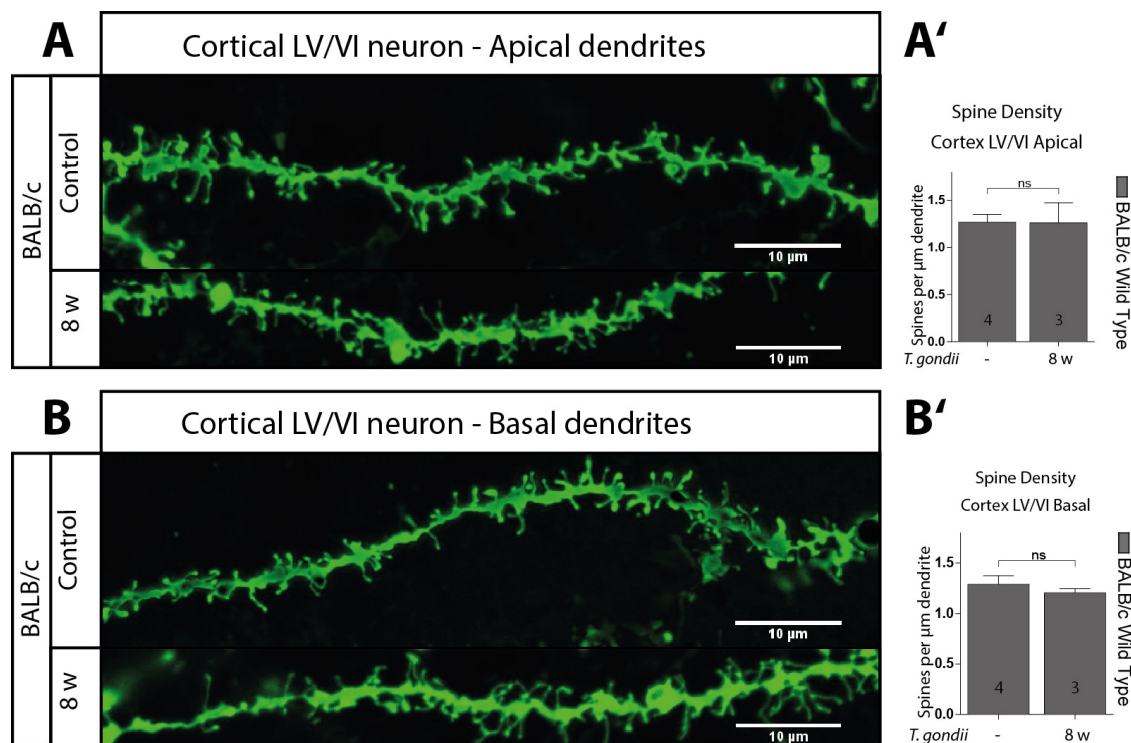 A
Cortical LV/VI neuron - Apical dendrites
BALB/c
Control
10 µm
8 w
10 µm
A‘
Spine Density
Cortex LV/VI Apical
Spines per µm dendrite
1.5
1.0
0.5
0.0
ns
4
3
T. gondii
-
8 w
BALB/c Wild Type
B
Cortical LV/VI neuron - Basal dendrites
BALB/c
Control
10 µm
8 w
10 µm
B‘
Spine Density
Cortex LV/VI Basal
Spines per µm dendrite
1.5
1.0
0.5
0.0
ns
4
3
T. gondii
-
8 w
BALB/c Wild Type